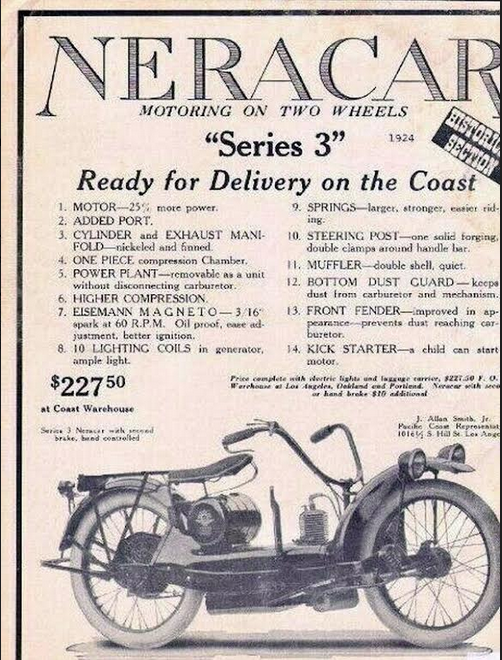 NERACAR
MOTORING ON TWO WHEELS
"Series 3"
1924
HISTORICAL
SECTION
Ready for Delivery on the Coast
1. MOTOR—25% more power.
2. ADDED PORT.
3. CYLINDER and EXHAUST MANI-
FOLD—nickeled and finned.
4. ONE PIECE compression Chamber.
5. POWER PLANT—removable as a unit
without disconnecting carburetor.
6. HIGHER COMPRESSION.
7. EISEMANN MAGNETO—3/16"
spark at 60 R.P.M. Oil proof, ease ad-
justment, better ignition.
8. 10 LIGHTING COILS in generator,
ample light.
9. SPRINGS—larger, stronger, easier rid-
ing.
10. STEERING POST—one solid forging,
double clamps around handle bar.
11. MUFFLER—double shell, quiet.
12. BOTTOM DUST GUARD—keeps
dust from carburetor and mechanism.
13. FRONT FENDER—improved in ap-
pearance—prevents dust reaching car-
buretor.
14. KICK STARTER—a child can start
motor.
$227.50
at Coast Warehouse
Price complete with electric lights and luggage carrier, $227.50 F. O.
Warehouse at Los Angeles, Oakland and Portland. Neracar with seco
or hand brake $10 additional
Series 3 Neracar with second
brake, hand controlled
J. Allan Smith, Jr.
Pacific Coast Representat
1016½ S. Hill St. Los Ange